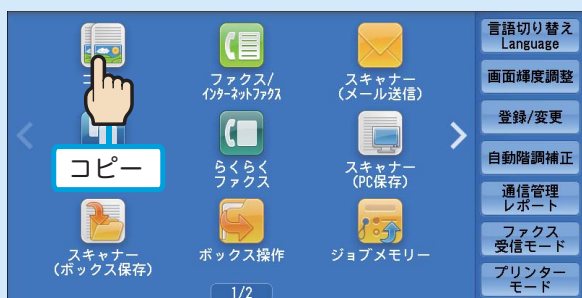 言語切り替え
Language
ファクス/
インターネットファクス
スキャナー
(メール送信)
画面輝度調整
登録/変更
コピー
らくらく
ファクス
スキャナー
(PC保存)
自動階調補正
通信管理
レポート
スキャナー
(ボックス保存)
ボックス操作
ジョブメモリー
ファクス
受信モード
プリンター
モード
1/2